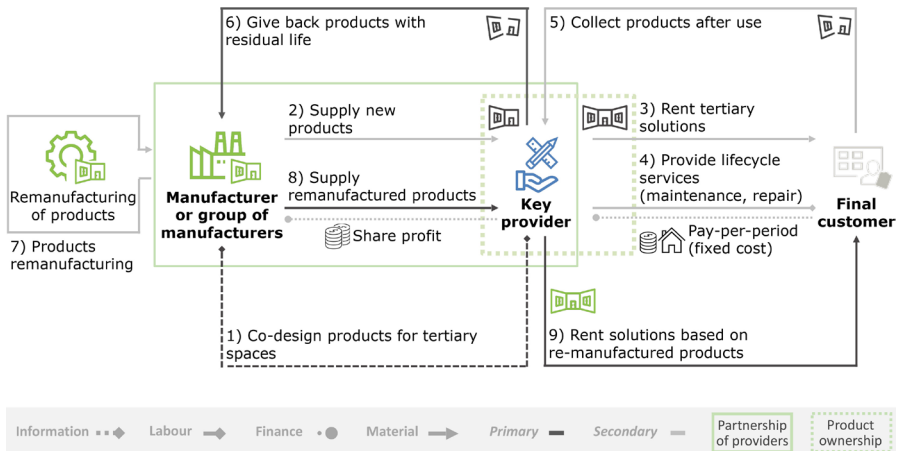 6) Give back products with
residual life
5) Collect products after use
2) Supply new
products
3) Rent tertiary
solutions
4) Provide lifecycle
services
(maintenance, repair)
8) Supply
remanufactured products
Remanufacturing
of products
Manufacturer
or group of
manufacturers
Key
provider
Final
customer
7) Products
remanufacturing
Share profit
Pay-per-period
(fixed cost)
1) Co-design products for tertiary
spaces
9) Rent solutions based on
re-manufactured products
Information
Labour
Finance
Material
Primary
Secondary
Partnership
of providers
Product
ownership